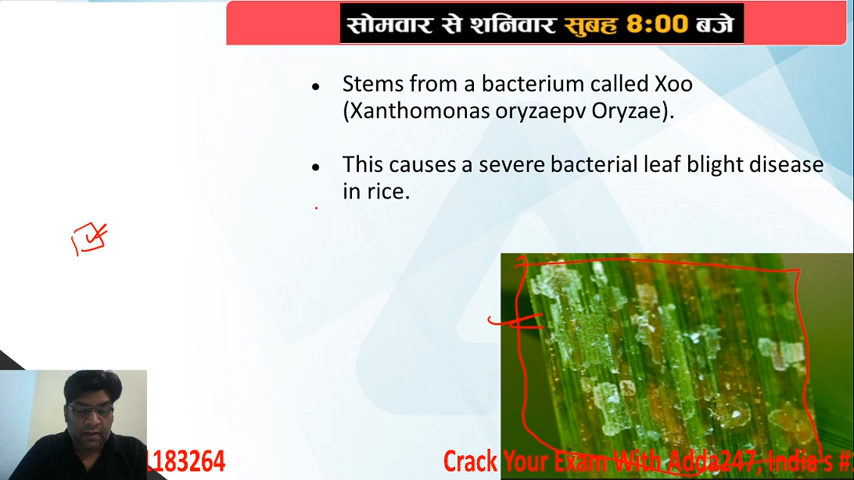 सोमवार से शनिवार सुबह 8:00 बजे
• Stems from a bacterium called Xoo
(Xanthomonas oryzaepv Oryzae).
• This causes a severe bacterial leaf blight disease
in rice.
1183264 Crack Your Exam With Adda247, India's #